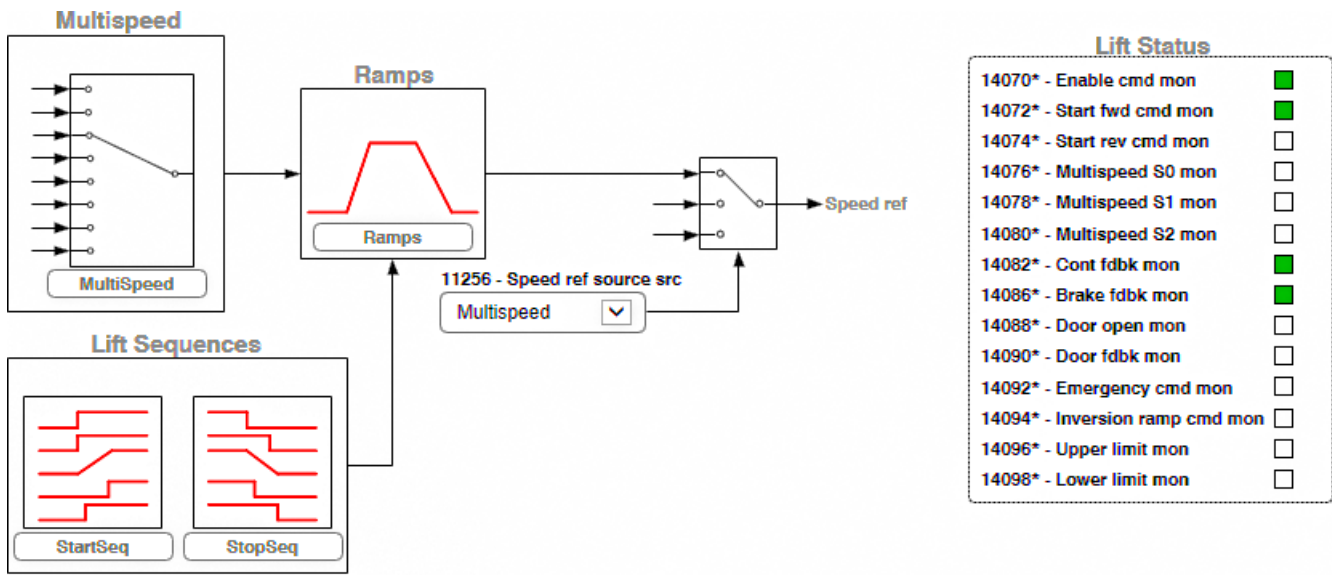 Multispeed
MultiSpeed
Ramps
Ramps
11256 - Speed ref source src
Multispeed
Speed ref
Lift Sequences
StartSeq
StopSeq
Lift Status
14070* - Enable cmd mon
14072* - Start fwd cmd mon
14074* - Start rev cmd mon
14076* - Multispeed S0 mon
14078* - Multispeed S1 mon
14080* - Multispeed S2 mon
14082* - Cont fdbk mon
14086* - Brake fdbk mon
14088* - Door open mon
14090* - Door fdbk mon
14092* - Emergency cmd mon
14094* - Inversion ramp cmd mon
14096* - Upper limit mon
14098* - Lower limit mon